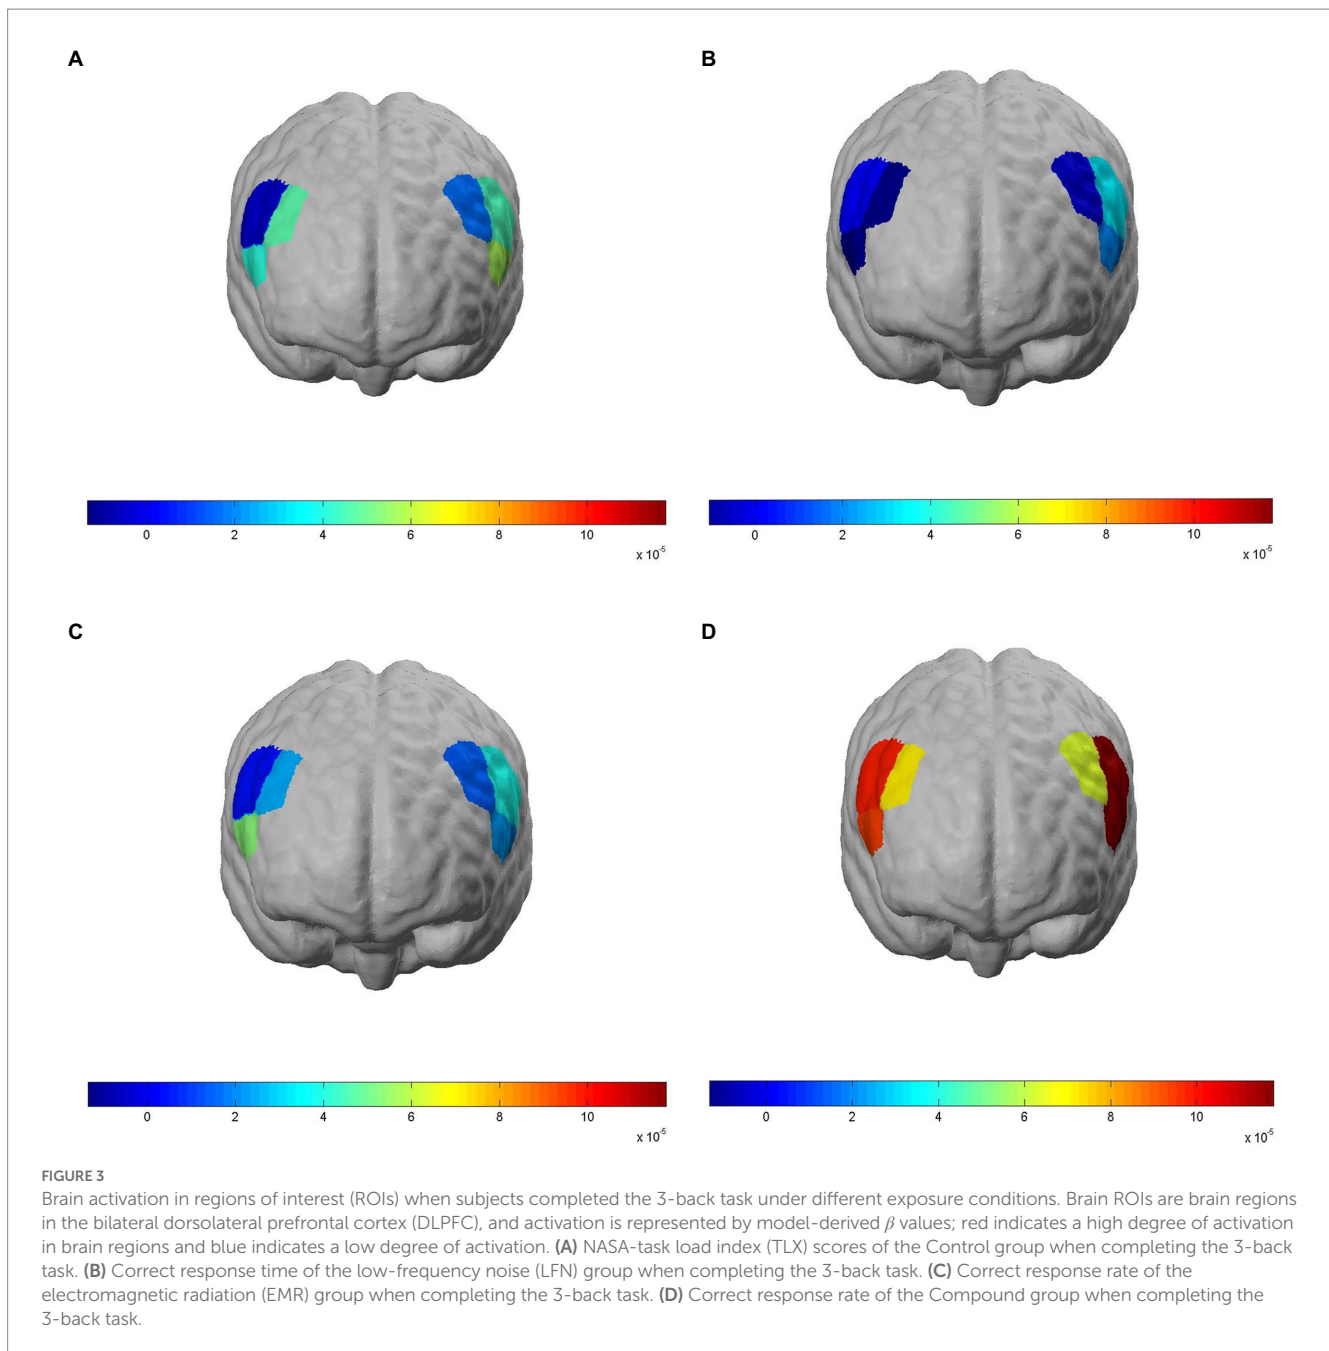 A
B
0 2 4 6 8 10
x 10-5
0 2 4 6 8 10
x 10-5
C
D
0 2 4 6 8 10
x 10-5
0 2 4 6 8 10
x 10-5
FIGURE 3
Brain activation in regions of interest (ROIs) when subjects completed the 3-back task under different exposure conditions. Brain ROIs are brain regions
in the bilateral dorsolateral prefrontal cortex (DLPFC), and activation is represented by model-derived β values; red indicates a high degree of activation
in brain regions and blue indicates a low degree of activation. (A) NASA-task load index (TLX) scores of the Control group when completing the 3-back
task. (B) Correct response time of the low-frequency noise (LFN) group when completing the 3-back task. (C) Correct response rate of the
electromagnetic radiation (EMR) group when completing the 3-back task. (D) Correct response rate of the Compound group when completing the
3-back task.